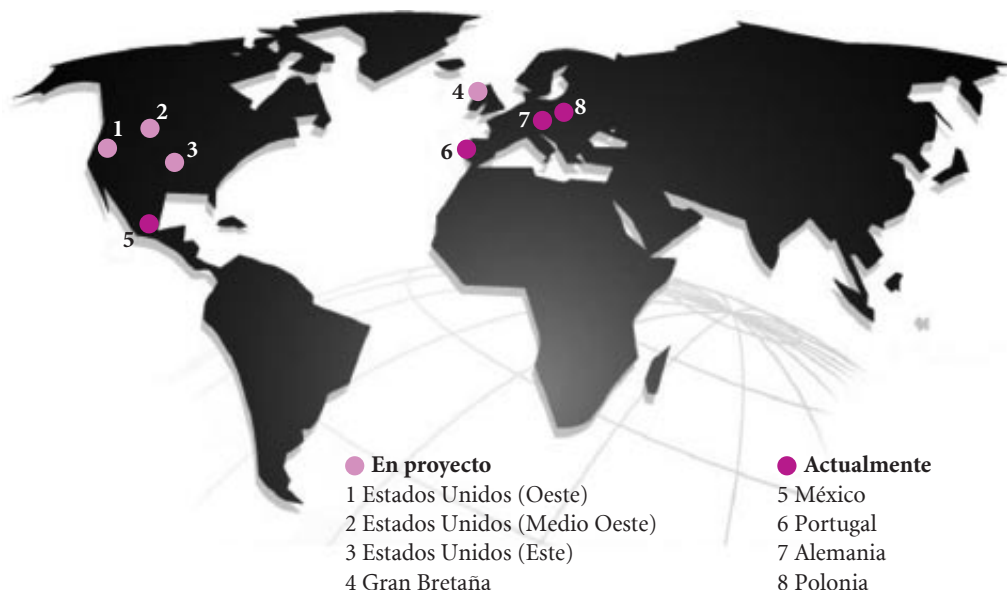 4
8
2
7
1
6
3
5
En proyecto
1 Estados Unidos (Oeste)
2 Estados Unidos (Medio Oeste)
3 Estados Unidos (Este)
4 Gran Bretaña
Actualmente
5 México
6 Portugal
7 Alemania
8 Polonia